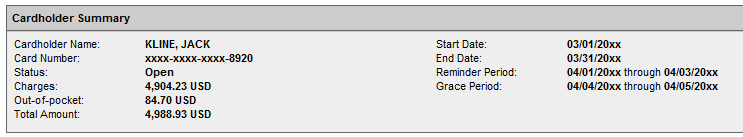 Cardholder Summary
Cardholder Name: KLINE, JACK Start Date: 03/01/20xx
Card Number: xxxx-xxxx-xxxx-8920 End Date: 03/31/20xx
Status: Open Reminder Period: 04/01/20xx through 04/03/20xx
Charges: 4,904.23 USD Grace Period: 04/04/20xx through 04/05/20xx
Out-of-pocket: 84.70 USD
Total Amount: 4,988.93 USD